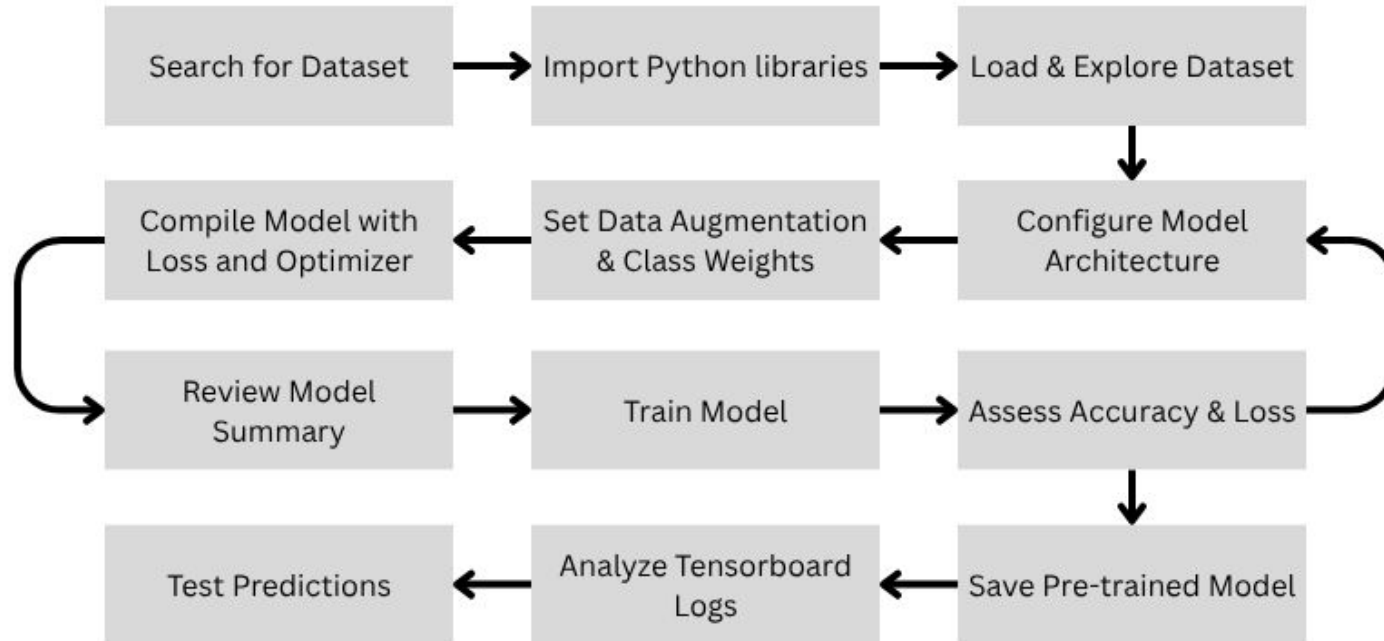 Search for Dataset
Import Python libraries
Load & Explore Dataset
Compile Model with
Loss and Optimizer
Set Data Augmentation
& Class Weights
Configure Model
Architecture
Review Model
Summary
Train Model
Assess Accuracy & Loss
Test Predictions
Analyze Tensorboard
Logs
Save Pre-trained Model